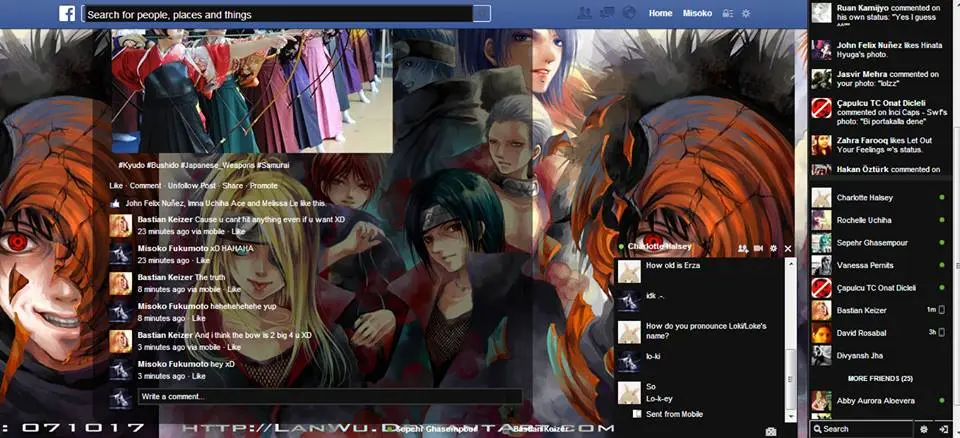 Search for people, places and things
Home Misoko
#Kyudo #Bushido #Japanese_Weapons #Samurai
Like · Comment · Unfollow Post · Share · Promote
John Felix Nuñez, Imna Uchiha Ace and Melissa Le like this.
Bastian Keizer Cause u cant hit anything even if u want XD
23 minutes ago via mobile · Like
Misoko Fukumoto xD HAHAHA
23 minutes ago · Like
Bastian Keizer The truth
8 minutes ago via mobile · Like
Misoko Fukumoto hehehehehehe yup
8 minutes ago · Like
Bastian Keizer And i think the bow is 2 big 4 u XD
3 minutes ago via mobile · Like
Misoko Fukumoto hey xD
3 minutes ago · Like
Write a comment...
Charlotte Halsey
How old is Erza
idk .-.
How do you pronounce Loki/Loke's
name?
lo-ki
So
Lo-k-ey
Sent from Mobile
Ruan Kamijyo commented on
his own status: "Yes I guess
^^""
John Felix Nuñez likes Hinata
Hyuga's photo.
Jasvir Mehra commented on
your photo: "lolzz"
Çapulcu TC Onat Dicleli
commented on Inci Caps - Swf's
photo: "Bi portakalla dene"
Zahra Farooq likes Let Out
Your Feelings ∞'s status.
Hakan Öztürk commented on
Charlotte Halsey
Rochelle Uchiha
Sepehr Ghasempour
Vanessa Pernits
Çapulcu TC Onat Dicleli
Bastian Keizer 1m
David Rosabal 3h
Divyansh Jha
MORE FRIENDS (25)
Abby Aurora Aloevera
Search
: 071017 HTTP://LANWU.D
Sepehr Ghasempour
Bastian Keizer
.COM